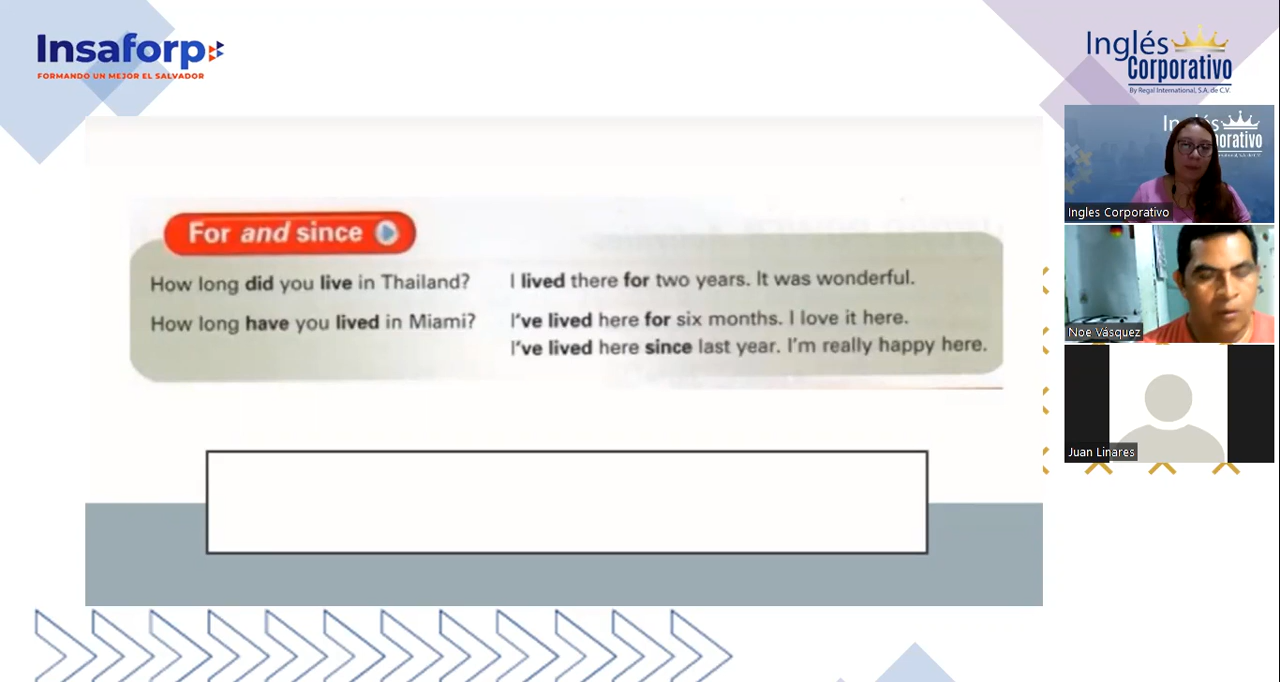 Insaforp
FORMANDO UN MEJOR EL SALVADOR
Inglés
Corporativo
By Regal International, S.A. de C.V.
For and since
How long did you live in Thailand? I lived there for two years. It was wonderful.
How long have you lived in Miami? I've lived here for six months. I love it here.
I've lived here since last year. I'm really happy here.
Ingles Corporativo
Noe Vásquez
Juan Linares